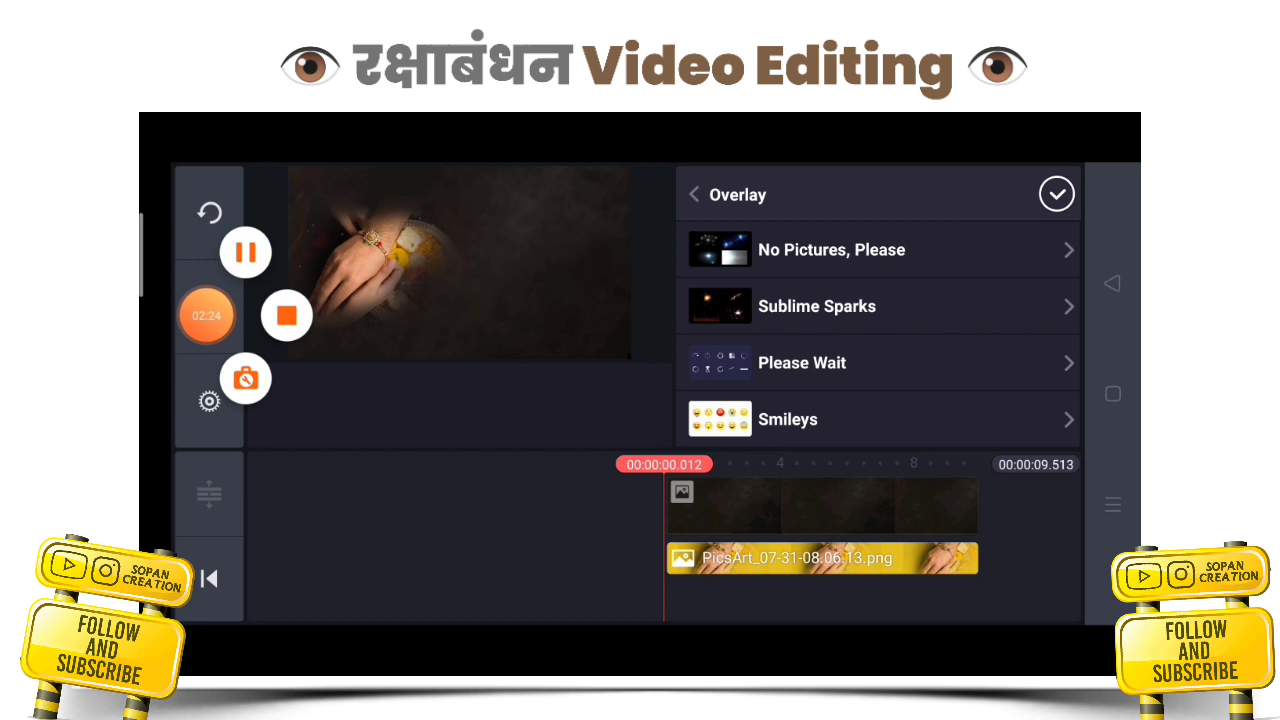 रक्षाबंधन Video Editing
Overlay
No Pictures, Please
02:24
Sublime Sparks
Please Wait
Smileys
00:00:00.012
4
8
00:00:09.513
PicsArt_07-31-08.06.13.png
SOPAN
CREATION
FOLLOW
AND
SUBSCRIBE
SOPAN
CREATION
FOLLOW
AND
SUBSCRIBE